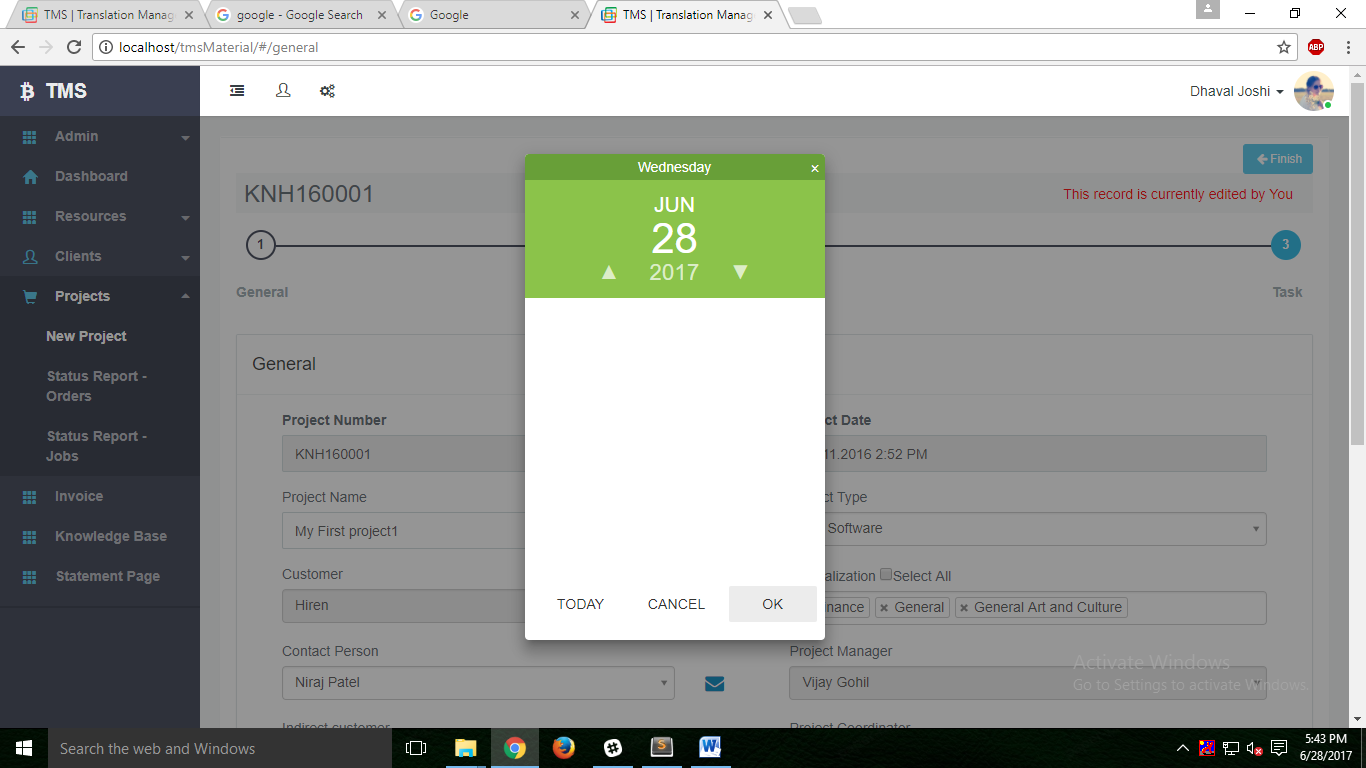 TMS | Translation Manag
google - Google Search
Google
TMS | Translation Manag
localhost/tmsMaterial/#/general
ABP
TMS
Dhaval Joshi
Admin
Dashboard
Resources
Clients
Projects
New Project
Status Report -
Orders
Status Report -
Jobs
Invoice
Knowledge Base
Statement Page
Finish
KNH160001
This record is currently edited by You
1
3
General
Task
General
Project Number
ct Date
KNH160001
11.2016 2:52 PM
Project Name
ct Type
My First project1
Software
Customer
alization Select All
Hiren
nance × General × General Art and Culture
Contact Person
Project Manager
Niraj Patel
Vijay Gohil
Indirect customer
Project Coordinator
Wednesday ×
JUN
28
▲ 2017 ▼
TODAY CANCEL OK
Activate Windows
Go to Settings to activate Windows.
Search the web and Windows
5:43 PM
6/28/2017